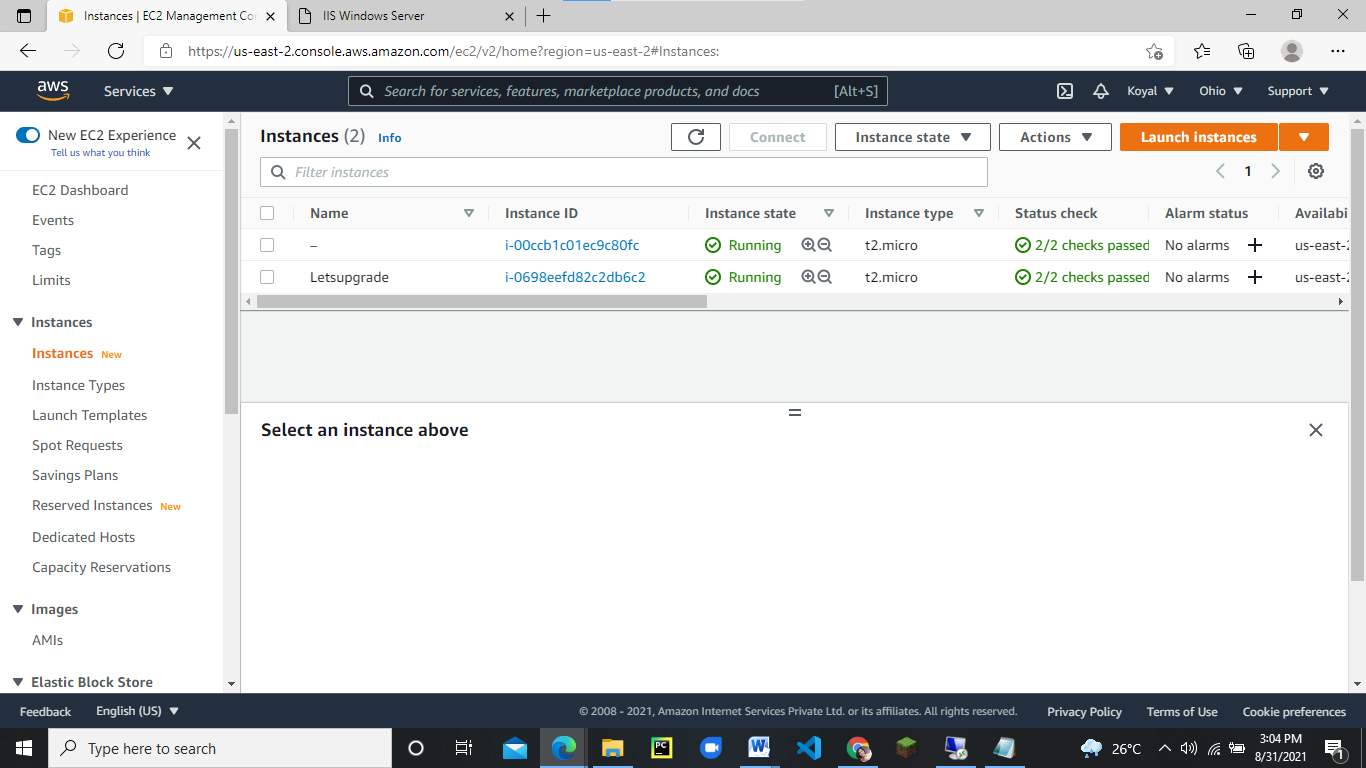 Instances | EC2 Management Co
IIS Windows Server
https://us-east-2.console.aws.amazon.com/ec2/v2/home?region=us-east-2#Instances:
aws
Services
Search for services, features, marketplace products, and docs
[Alt+S]
Koyal
Ohio
Support
New EC2 Experience
Tell us what you think
EC2 Dashboard
Events
Tags
Limits
Instances
Instances New
Instance Types
Launch Templates
Spot Requests
Savings Plans
Reserved Instances New
Dedicated Hosts
Capacity Reservations
Images
AMIs
Elastic Block Store
Instances (2) Info
Connect
Instance state
Actions
Launch instances
Filter instances
1
Name Instance ID Instance state Instance type Status check Alarm status Availabi
– i-00ccb1c01ec9c80fc Running t2.micro 2/2 checks passed No alarms + us-east-2
Letsupgrade i-0698eefd82c2db6c2 Running t2.micro 2/2 checks passed No alarms + us-east-2
Select an instance above
Feedback English (US) © 2008 - 2021, Amazon Internet Services Private Ltd. or its affiliates. All rights reserved. Privacy Policy Terms of Use Cookie preferences
Type here to search
PC
W
26°C
3:04 PM
8/31/2021
1